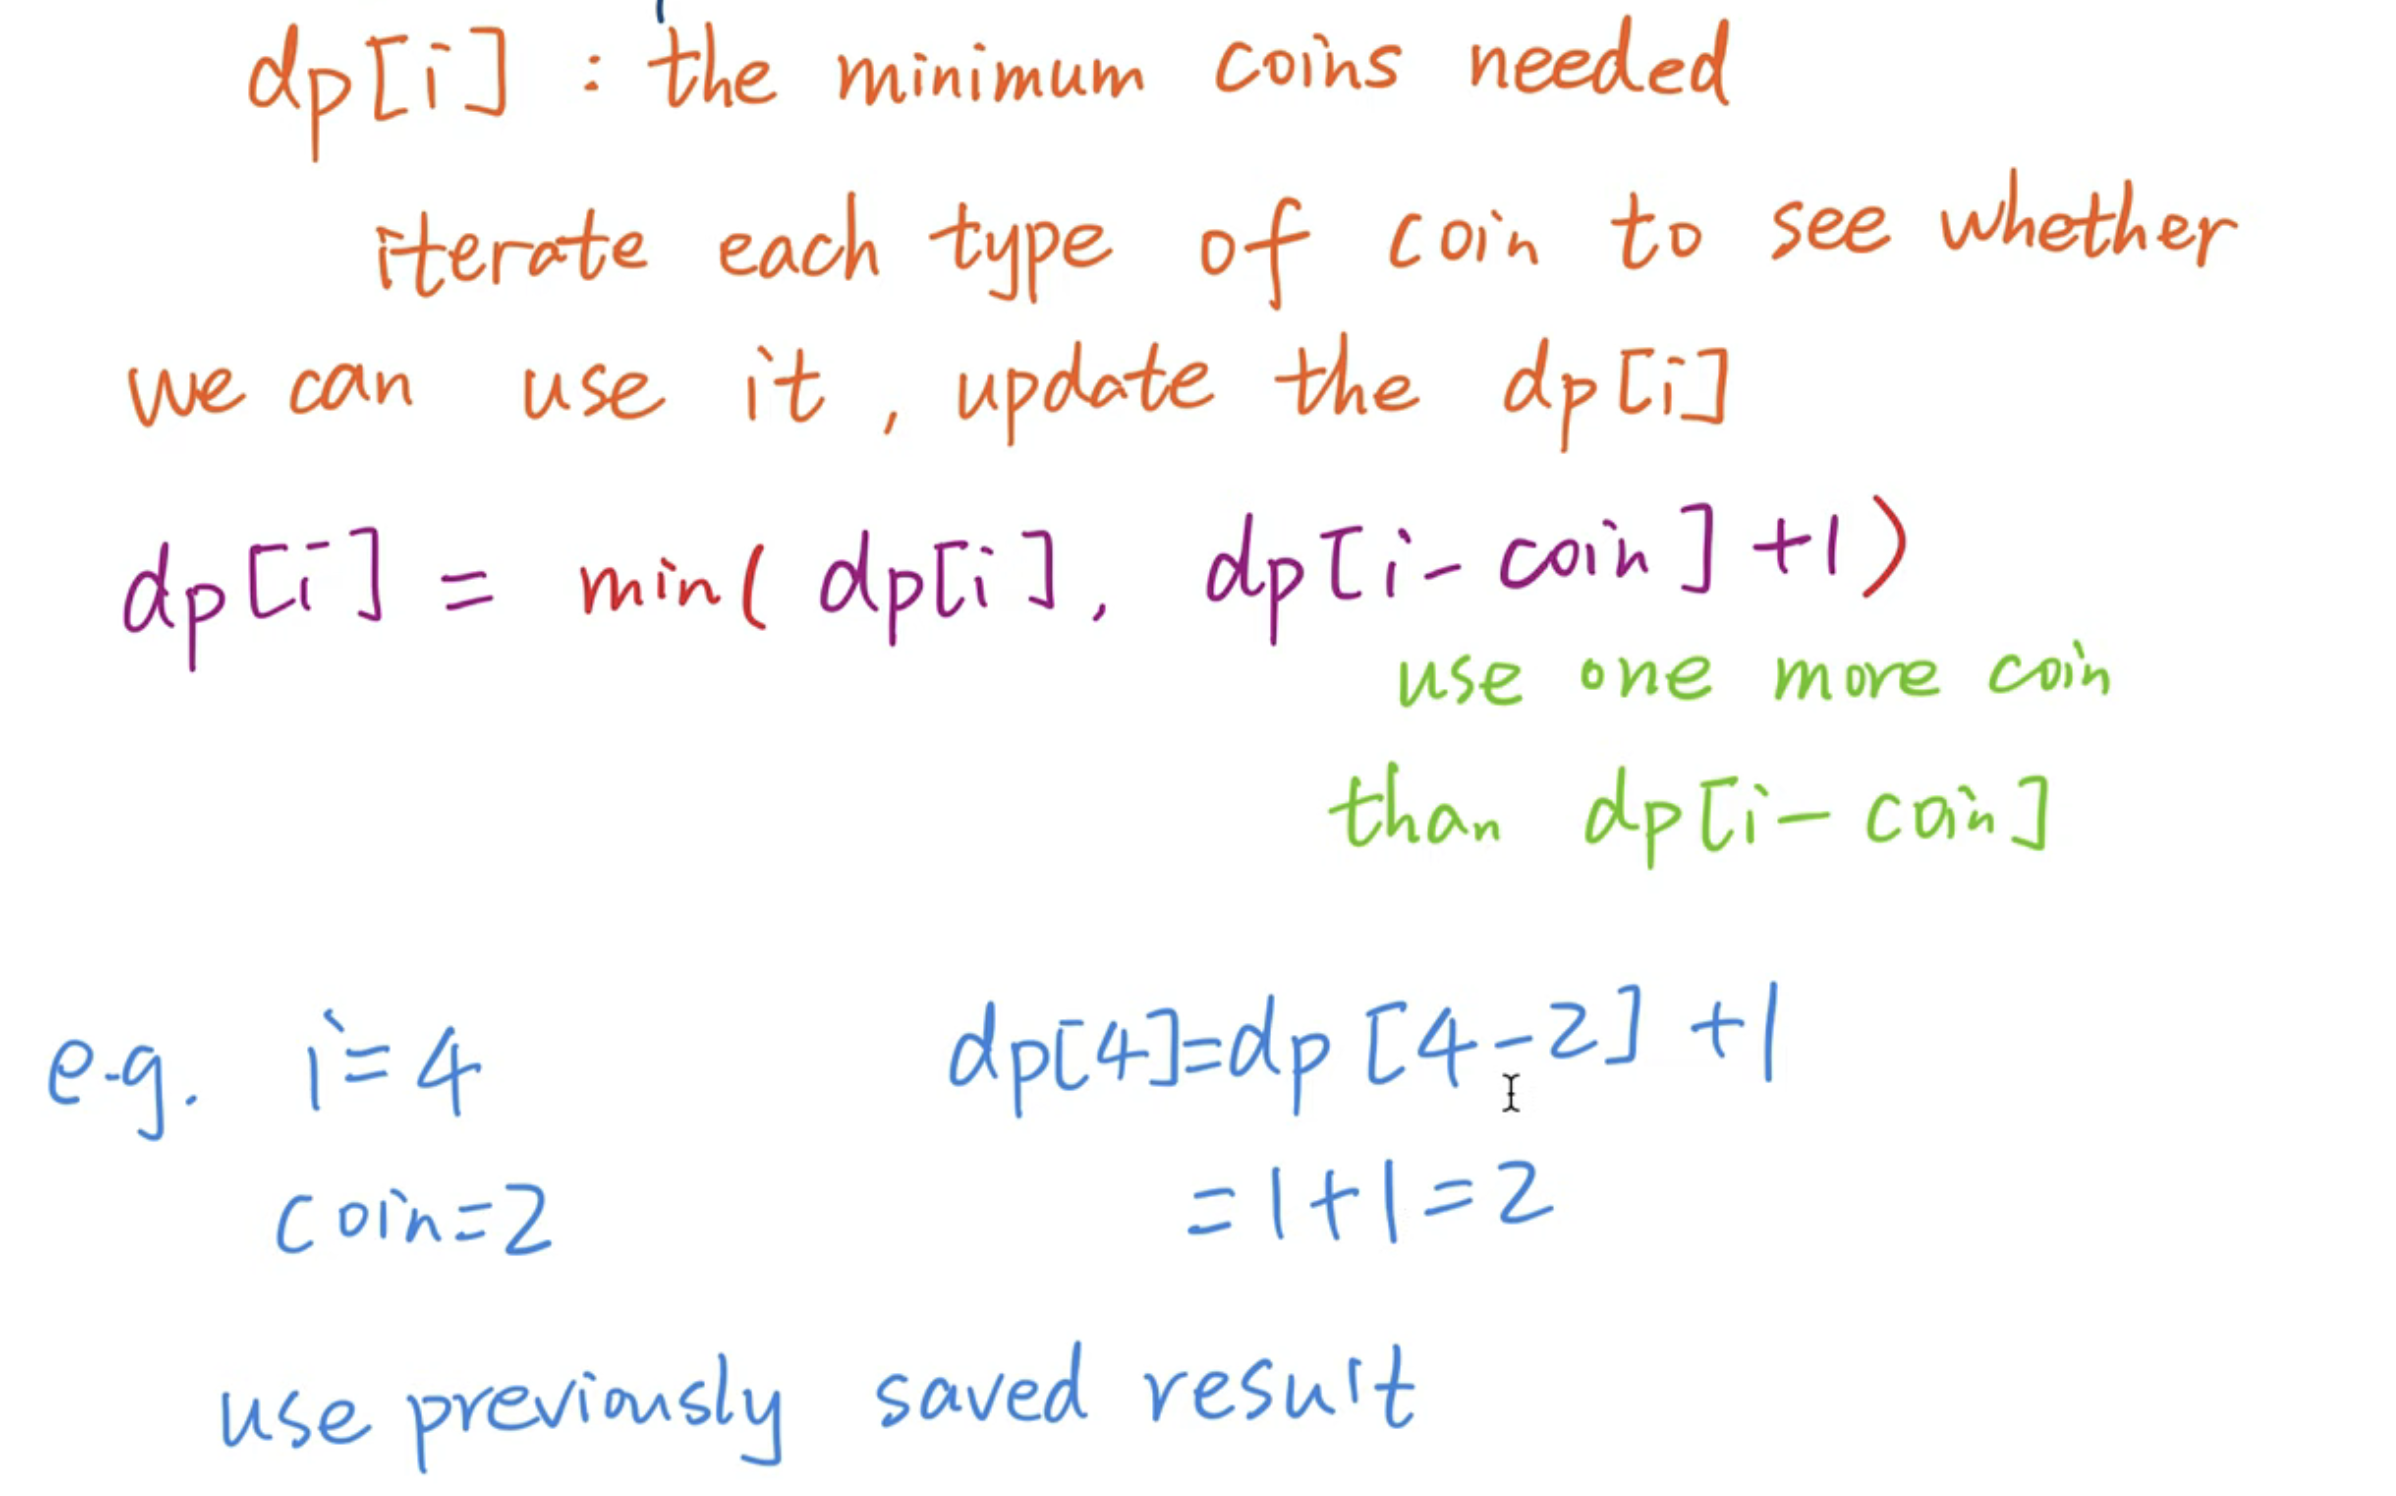 dp[i] : the minimum coins needed
iterate each type of coin to see whether
we can use it, update the dp[i]
dp[i] = min( dp[i], dp[i-coin]+1)
use one more coin
than dp[i-coin]
e.g. i=4 dp[4]=dp[4-2]+1
coin=2 =1+1=2
use previously saved result